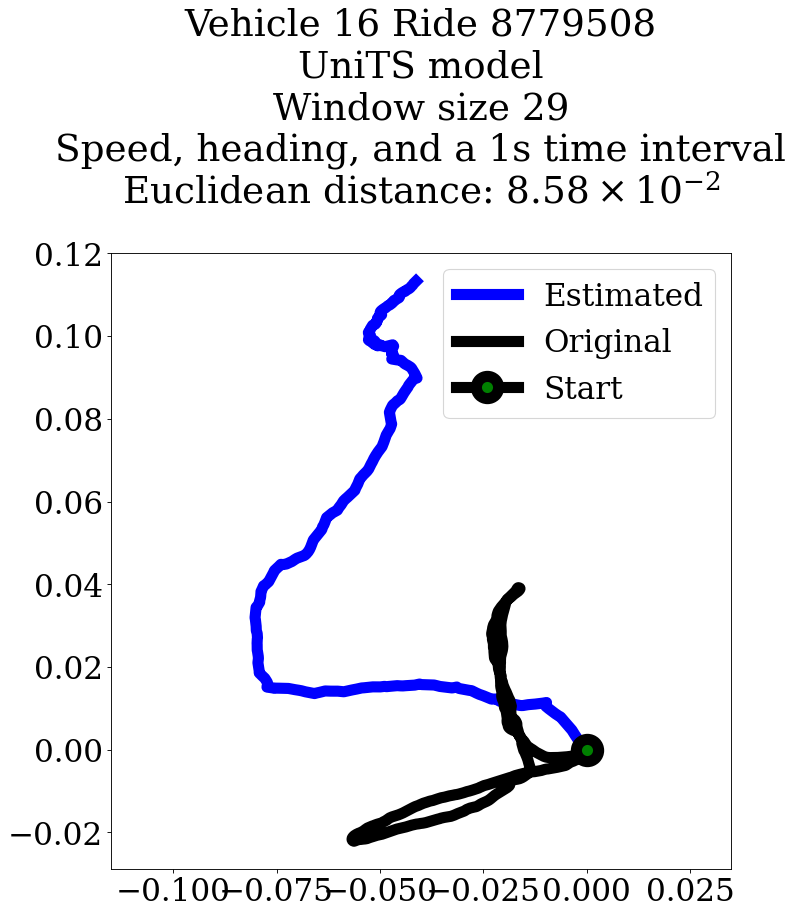 Vehicle 16 Ride 8779508
UniTS model
Window size 29
Speed, heading, and a 1s time interval
Euclidean distance: 8.58 × 10⁻²
0.12
0.10
0.08
0.06
0.04
0.02
0.00
−0.02
Estimated
Original
Start
−0.100 −0.075 −0.050 −0.025 0.000 0.025